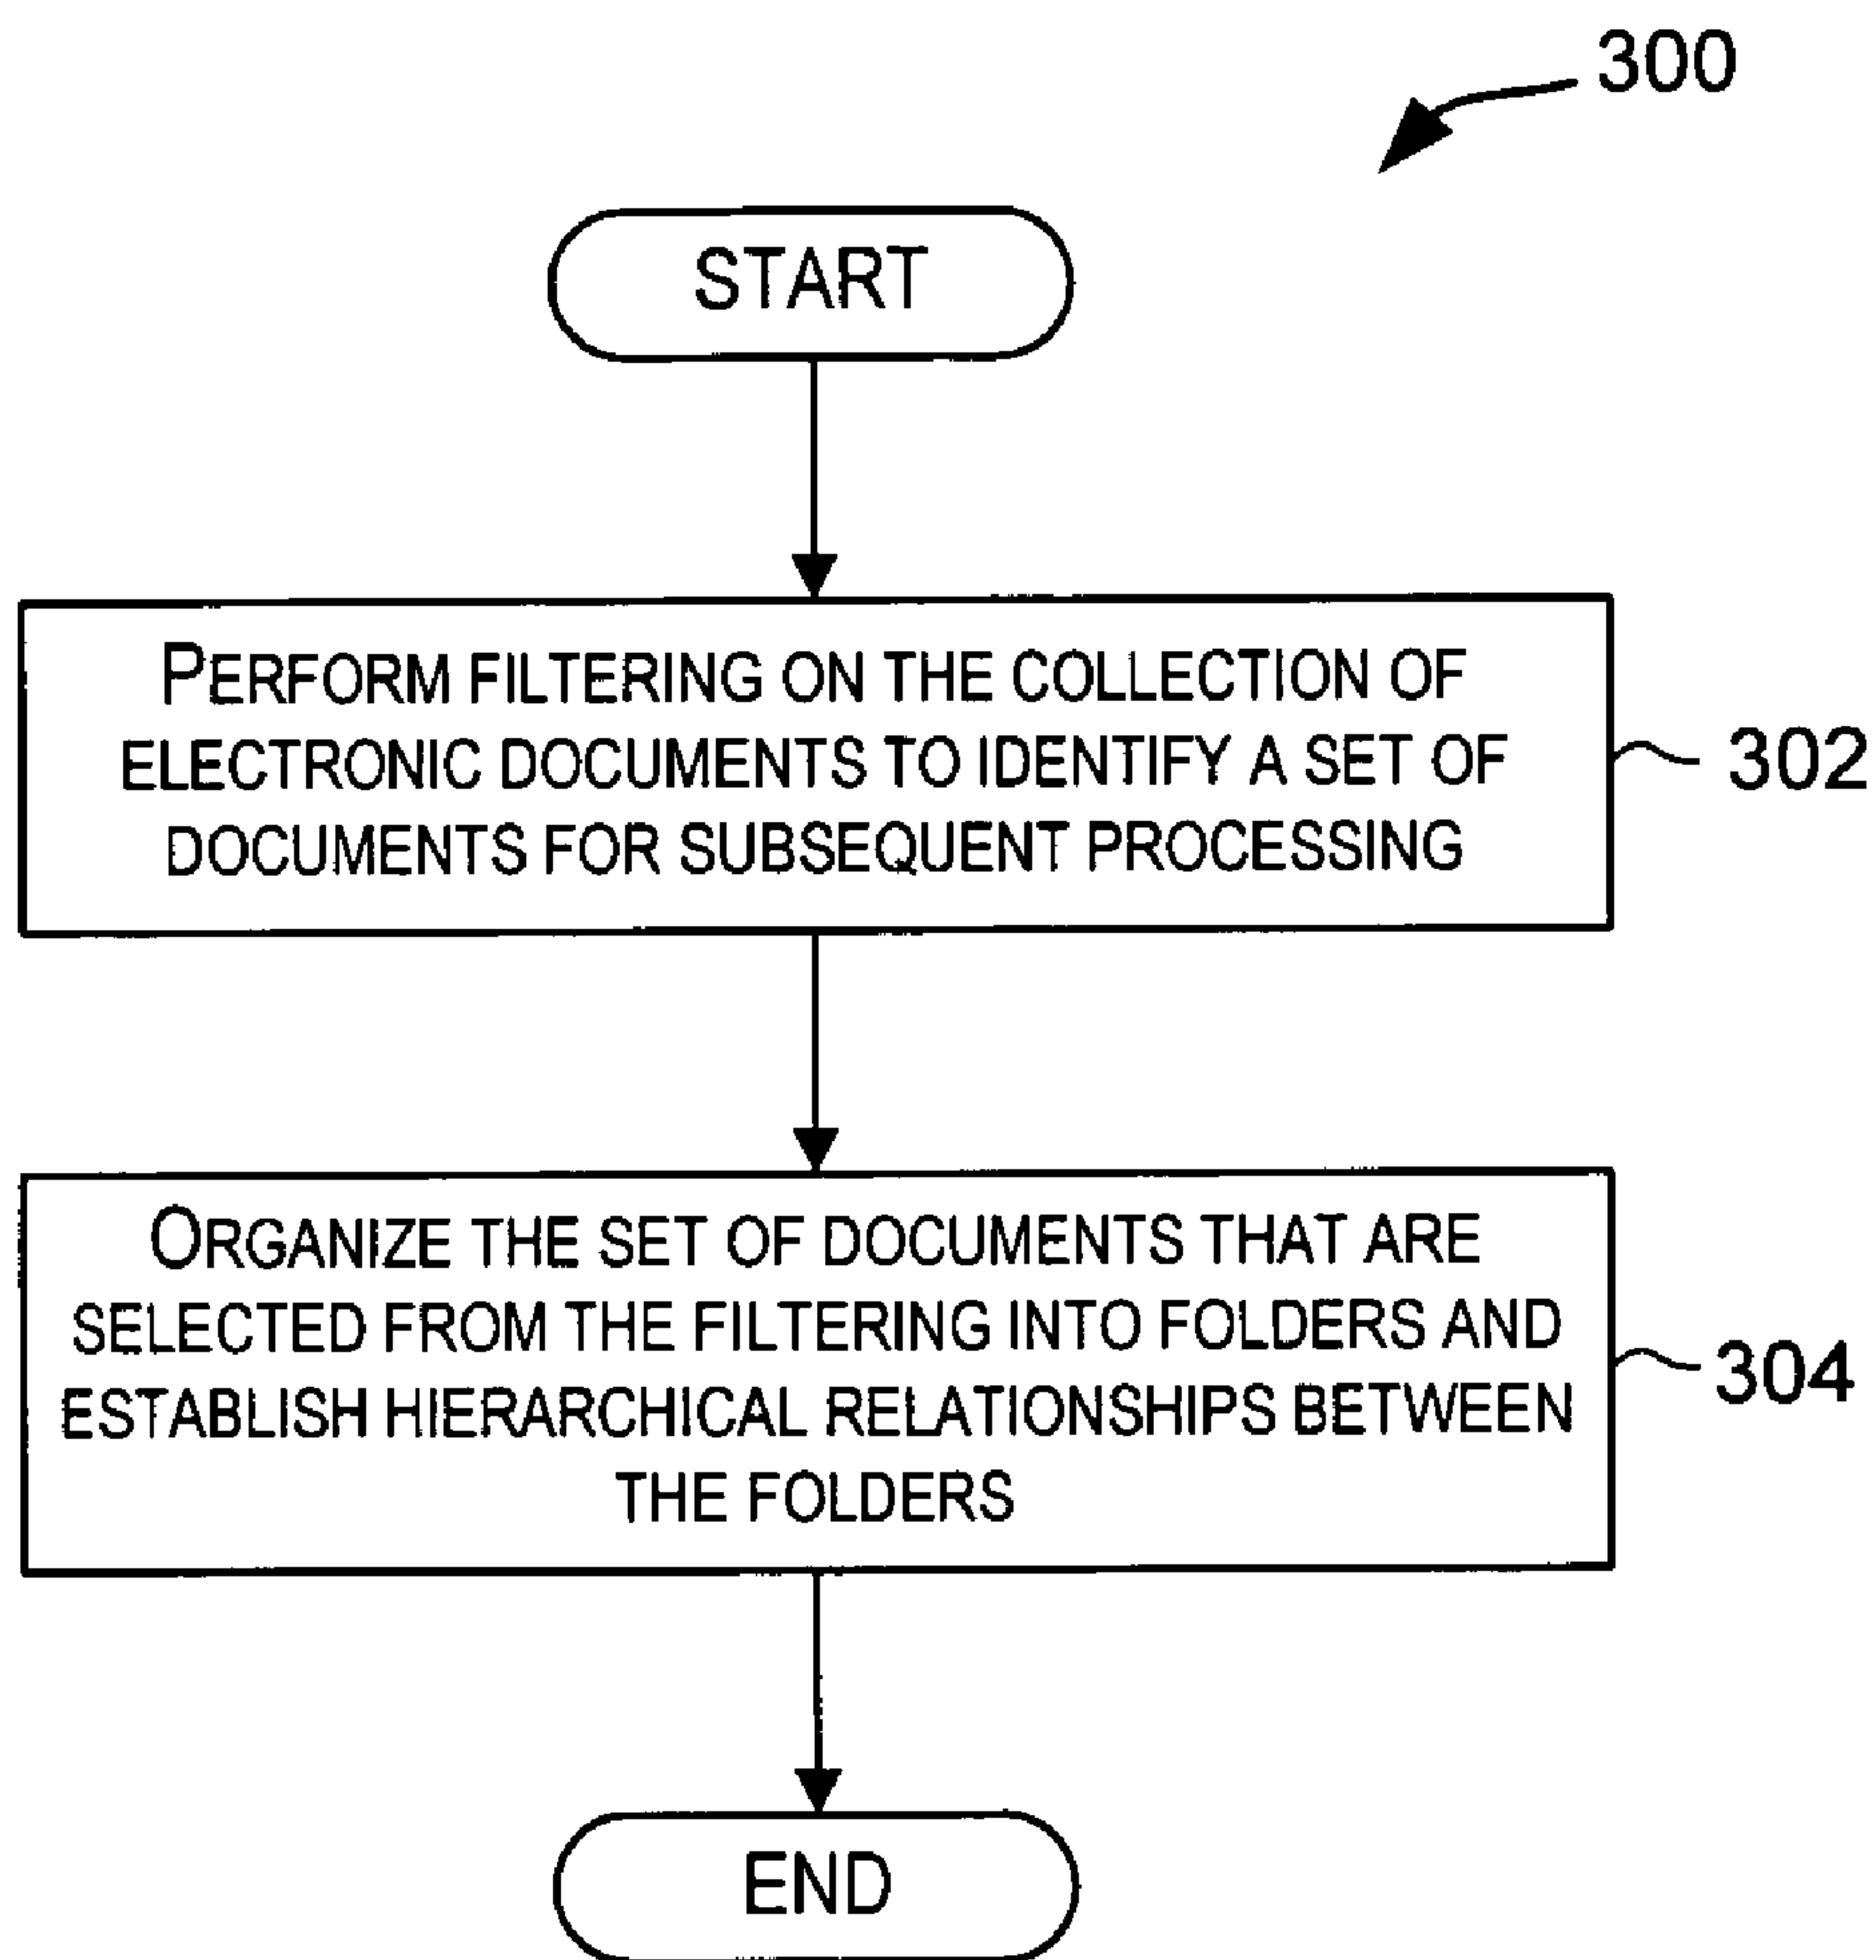 300
START
PERFORM FILTERING ON THE COLLECTION OF
ELECTRONIC DOCUMENTS TO IDENTIFY A SET OF
DOCUMENTS FOR SUBSEQUENT PROCESSING
302
ORGANIZE THE SET OF DOCUMENTS THAT ARE
SELECTED FROM THE FILTERING INTO FOLDERS AND
ESTABLISH HIERARCHICAL RELATIONSHIPS BETWEEN
THE FOLDERS
304
END